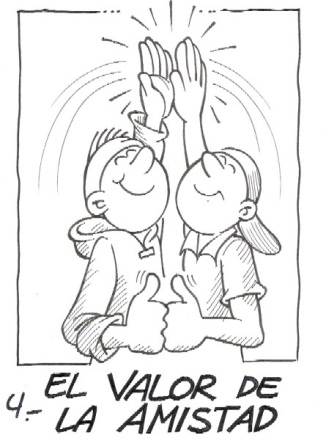 EL VALOR DE
4.- LA AMISTAD